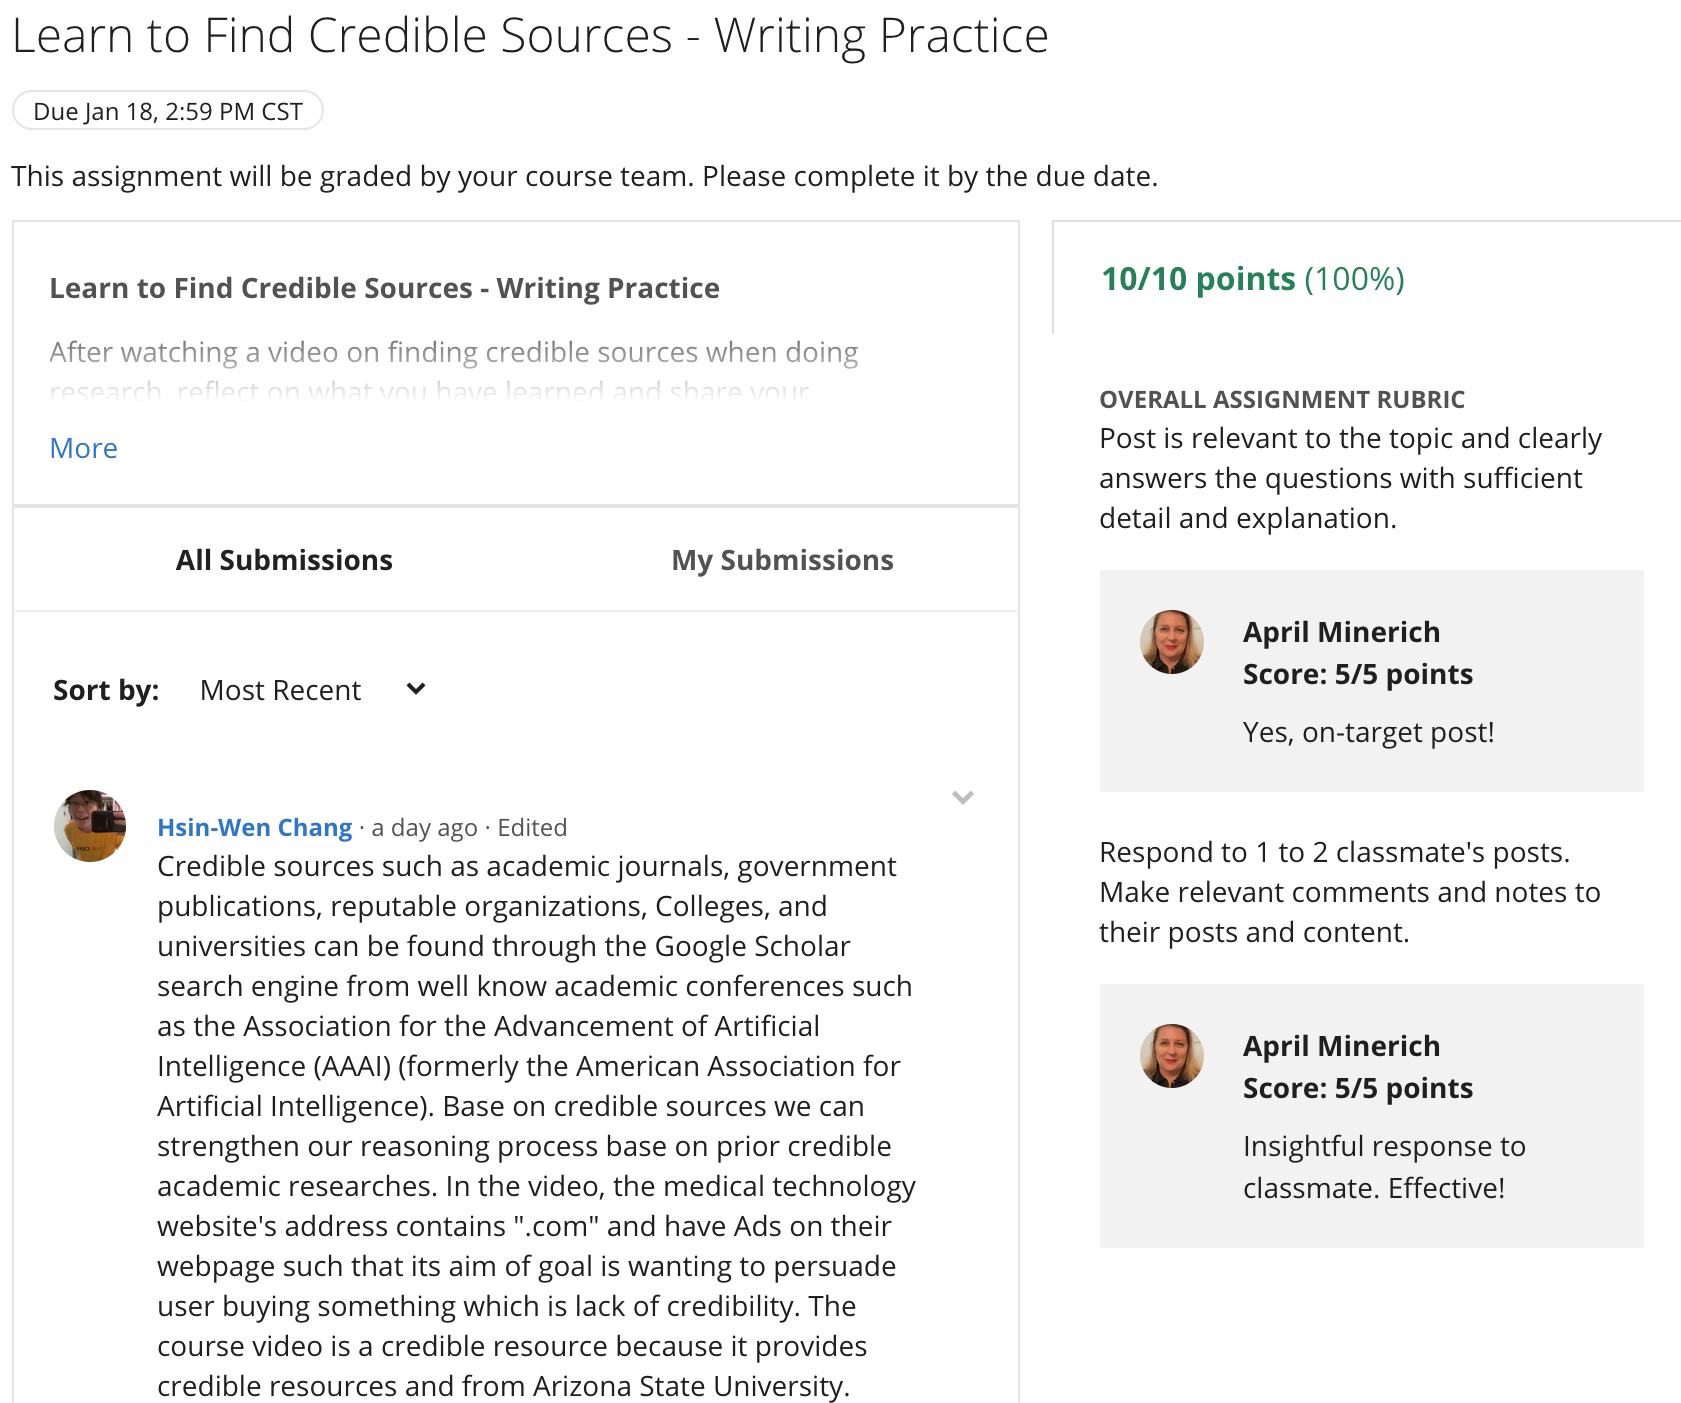 Learn to Find Credible Sources - Writing Practice
Due Jan 18, 2:59 PM CST
This assignment will be graded by your course team. Please complete it by the due date.
Learn to Find Credible Sources - Writing Practice
After watching a video on finding credible sources when doing
research, reflect on what you have learned and share your
More
All Submissions
My Submissions
Sort by:
Most Recent
Hsin-Wen Chang · a day ago · Edited
Credible sources such as academic journals, government
publications, reputable organizations, Colleges, and
universities can be found through the Google Scholar
search engine from well know academic conferences such
as the Association for the Advancement of Artificial
Intelligence (AAAI) (formerly the American Association for
Artificial Intelligence). Base on credible sources we can
strengthen our reasoning process base on prior credible
academic researches. In the video, the medical technology
website's address contains ".com" and have Ads on their
webpage such that its aim of goal is wanting to persuade
user buying something which is lack of credibility. The
course video is a credible resource because it provides
credible resources and from Arizona State University.
10/10 points (100%)
OVERALL ASSIGNMENT RUBRIC
Post is relevant to the topic and clearly
answers the questions with sufficient
detail and explanation.
April Minerich
Score: 5/5 points
Yes, on-target post!
Respond to 1 to 2 classmate's posts.
Make relevant comments and notes to
their posts and content.
April Minerich
Score: 5/5 points
Insightful response to
classmate. Effective!